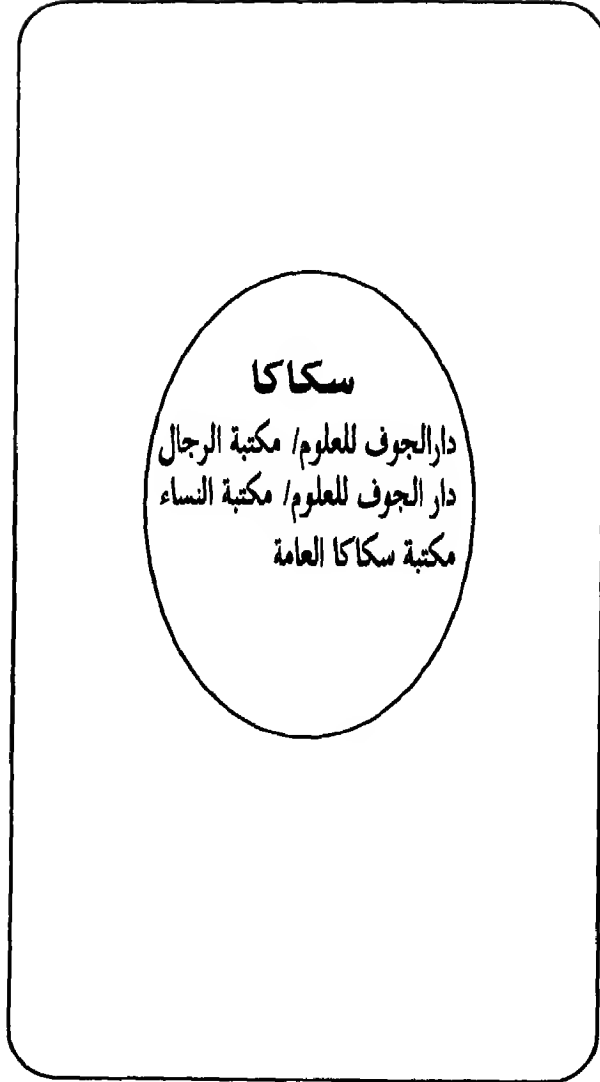 سكاكا
دارالجوف للعلوم/ مكتبة الرجال
دار الجوف للعلوم/ مكتبة النساء
مكتبة سكاكا العامة